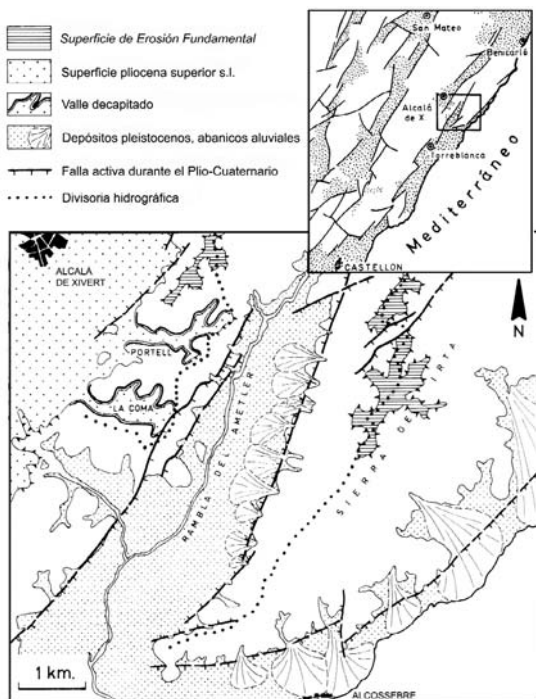 Superficie de Erosión Fundamental
Superficie pliocena superior s.l.
Valle decapitado
Depósitos pleistocenos, abanicos aluviales
Falla activa durante el Plio-Cuaternario
Divisoria hidrográfica
San Mateo
Benicarló
Alcalá
de X
Torreblanca
Mediterráneo
CASTELLON
N
ALCALA
DE XIVERT
PORTELL
LA COMA
RAMBLA DEL AMETLER
SIERRA DE IRTA
1 km.
ALCOSSEBRE